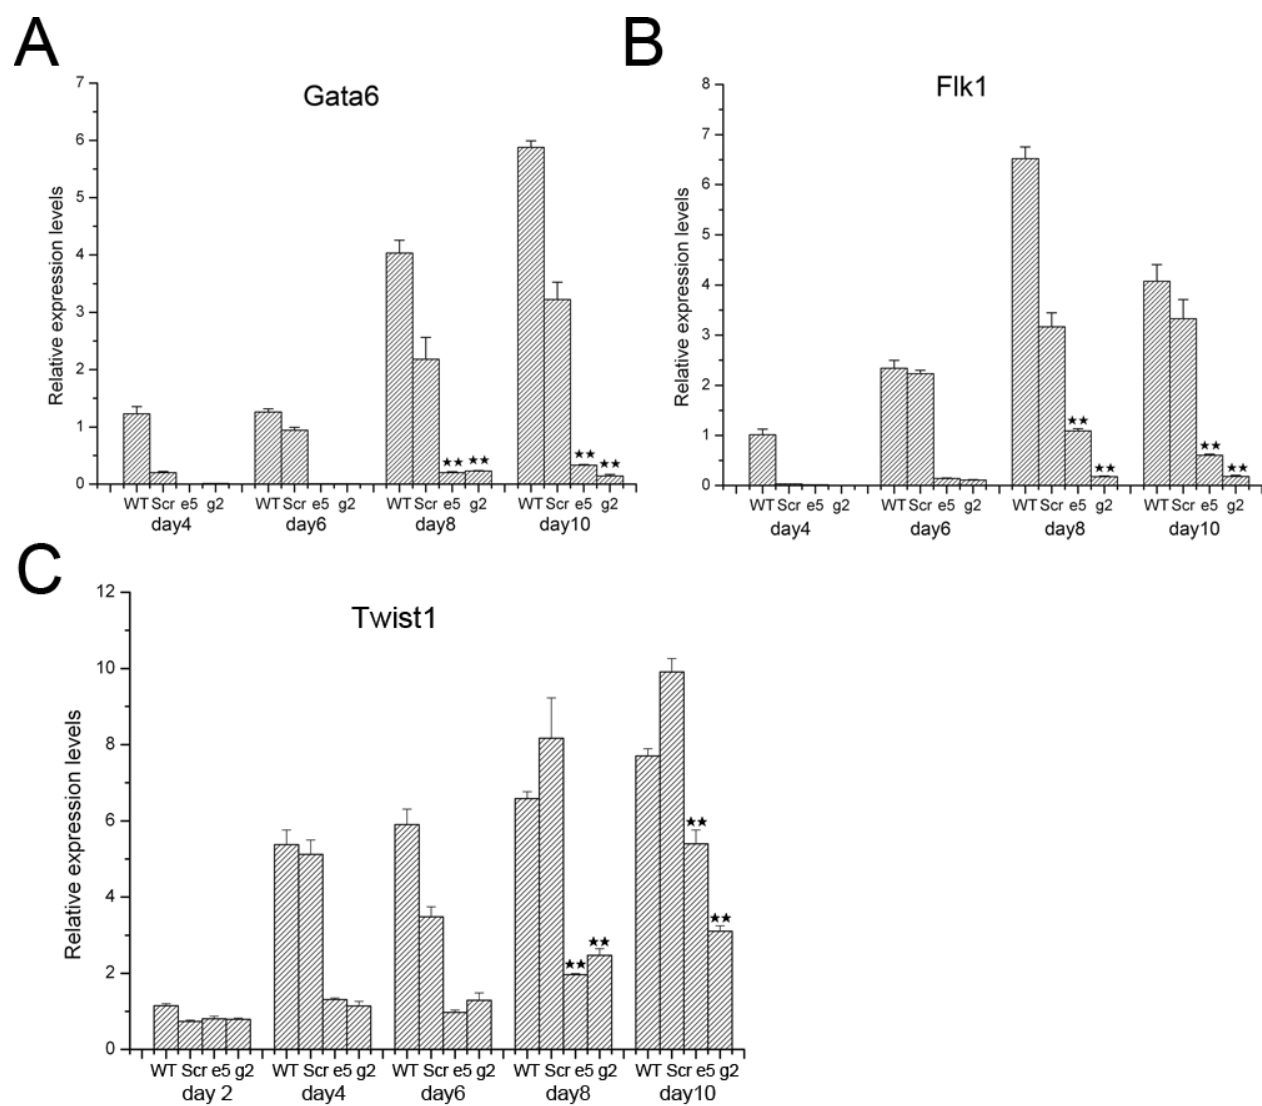 A
Gata6
Relative expression levels
7
6
5
4
3
2
1
0
★★ ★★
★★
★★
WT Scr e5 g2 WT Scr e5 g2 WT Scr e5 g2 WT Scr e5 g2
day4 day6 day8 day10
B
Flk1
Relative expression levels
8
7
6
5
4
3
2
1
0
★★
★★
★★
★★
WT Scr e5 g2 WT Scr e5 g2 WT Scr e5 g2 WT Scr e5 g2
day4 day6 day8 day10
C
Twist1
Relative expression levels
12
10
8
6
4
2
0
★★
★★
★★
★★
WT Scr e5 g2 WT Scr e5 g2 WT Scr e5 g2 WT Scr e5 g2 WT Scr e5 g2
day 2 day4 day6 day8 day10